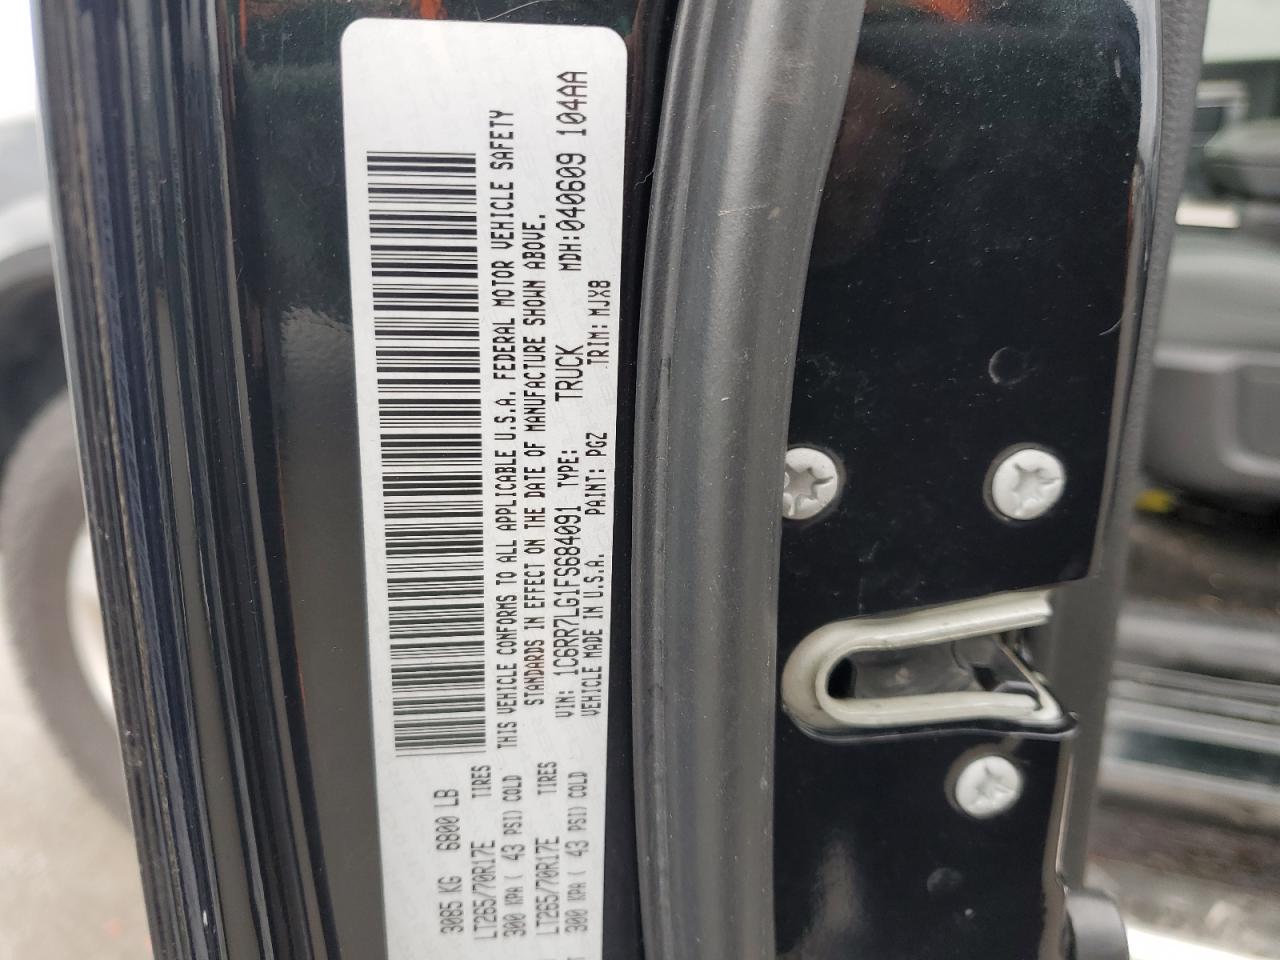 3085 KG 6800 LB
LT265/70R17E TIRES
300 KPA ( 43 PSI) COLD
LT265/70R17E TIRES
300 KPA ( 43 PSI) COLD
THIS VEHICLE CONFORMS TO ALL APPLICABLE U.S.A. FEDERAL MOTOR VEHICLE SAFETY
STANDARDS IN EFFECT ON THE DATE OF MANUFACTURE SHOWN ABOVE.
VIN: 1C6RR7LG1FS684091 TYPE: TRUCK MDH:040609 104AA
VEHICLE MADE IN U.S.A. PAINT: PGZ TRIM: MJX8